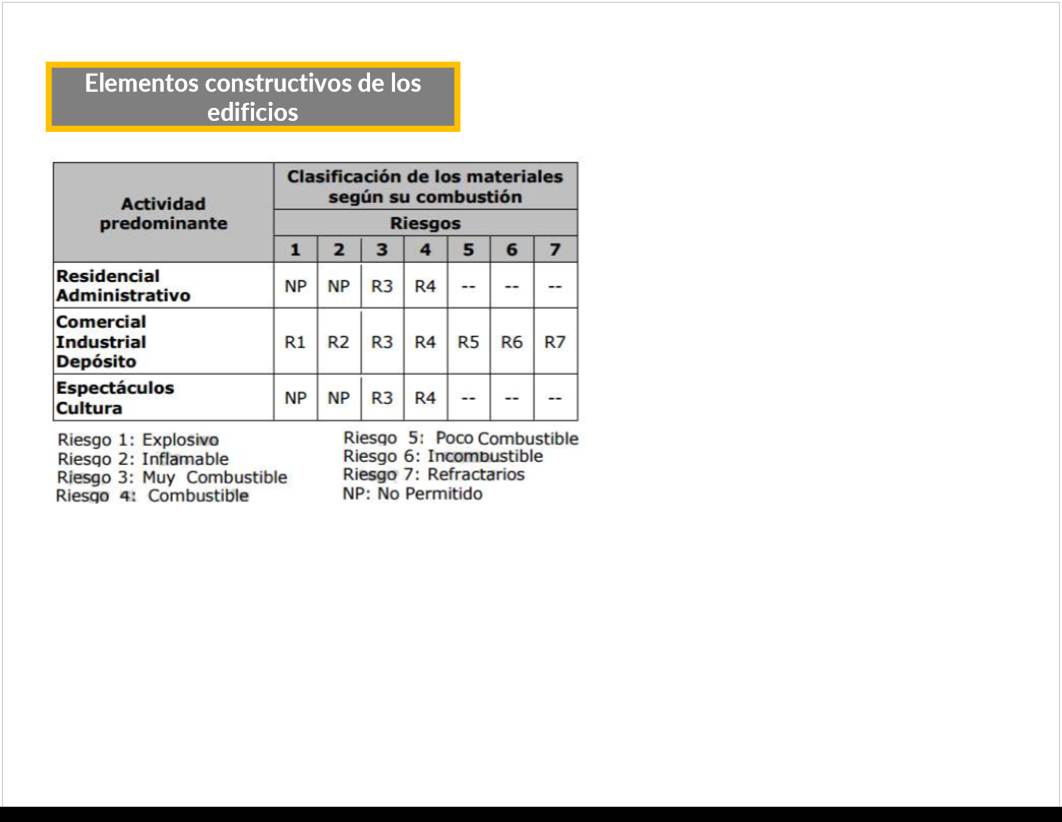 Elementos constructivos de los
edificios
Actividad
predominante
Clasificación de los materiales
según su combustión
Riesgos
1 2 3 4 5 6 7
Residencial
Administrativo
NP NP R3 R4 -- -- --
Comercial
Industrial
Depósito
R1 R2 R3 R4 R5 R6 R7
Espectáculos
Cultura
NP NP R3 R4 -- -- --
Riesgo 1: Explosivo
Riesgo 2: Inflamable
Riesgo 3: Muy Combustible
Riesgo 4: Combustible
Riesgo 5: Poco Combustible
Riesgo 6: Incombustible
Riesgo 7: Refractarios
NP: No Permitido